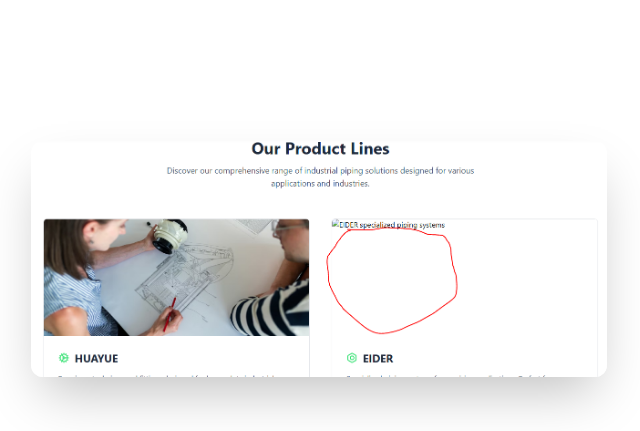 Our Product Lines
Discover our comprehensive range of industrial piping solutions designed for various
applications and industries.
EIDER specialized piping systems
HUAYUE
EIDER